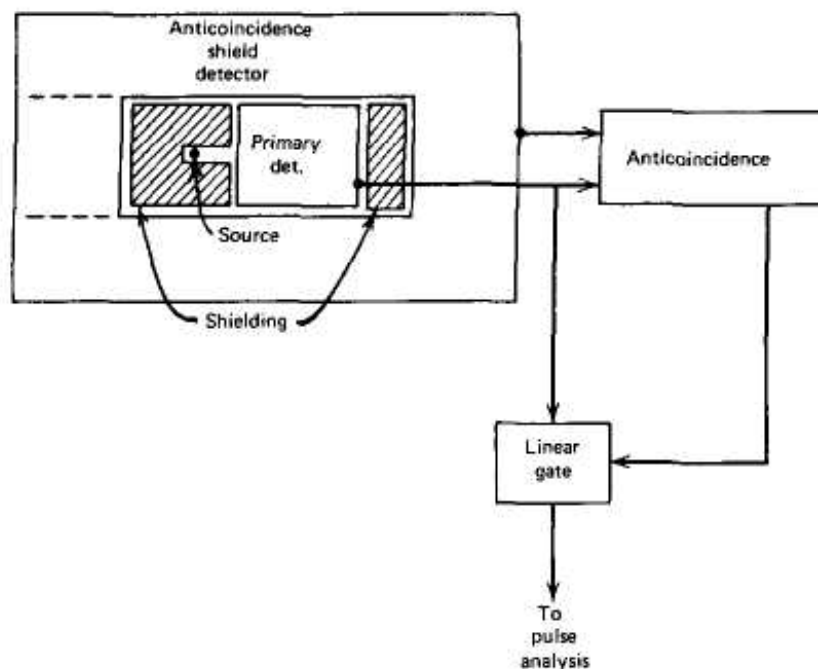 Anticoincidence
shield
detector
Primary
det.
Anticoincidence
Source
Shielding
Linear
gate
To
pulse
analysis